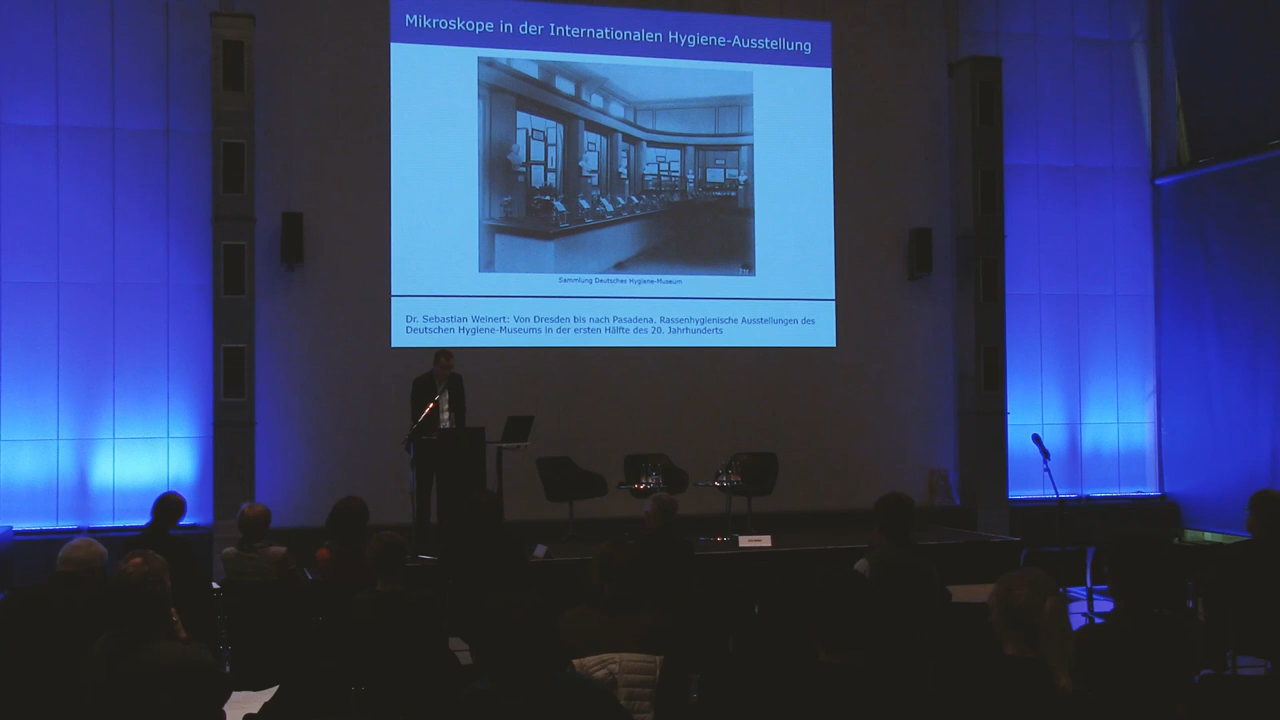 Mikroskope in der Internationalen Hygiene-Ausstellung
Sammlung Deutsches Hygiene-Museum
Dr. Sebastian Weinert: Von Dresden bis nach Pasadena. Rassenhygienische Ausstellungen des
Deutschen Hygiene-Museums in der ersten Hälfte des 20. Jahrhunderts